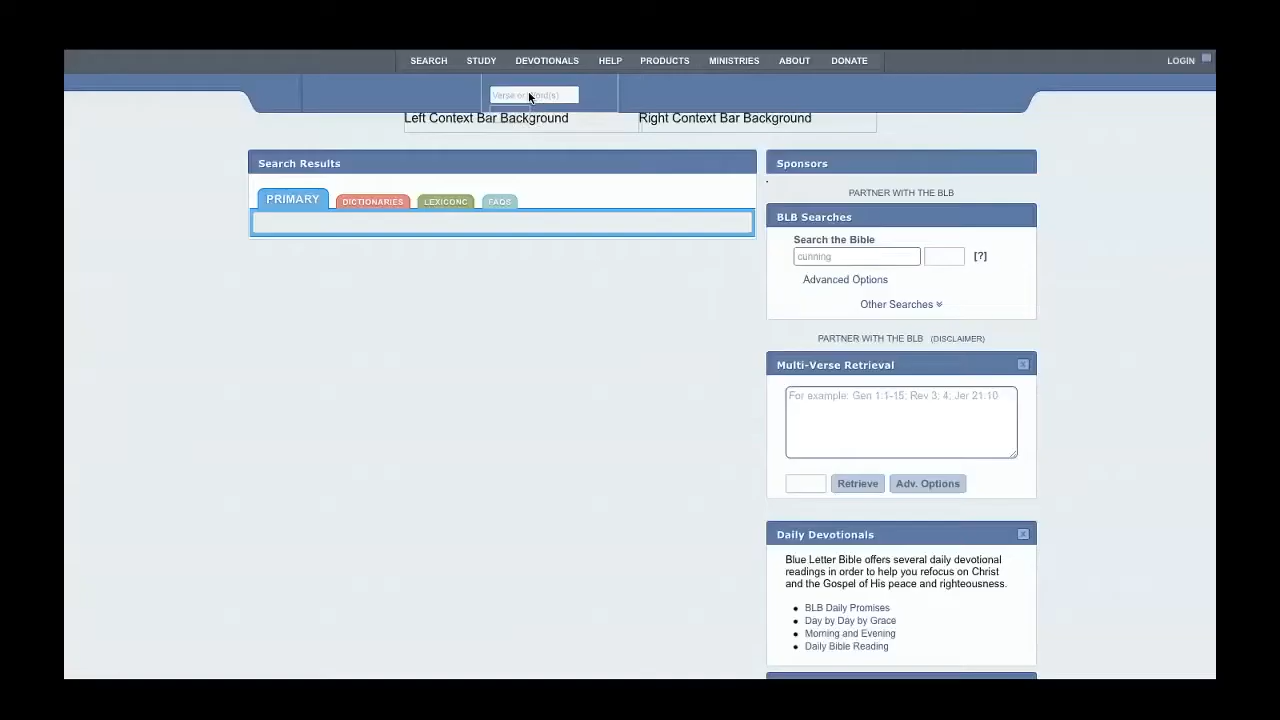 SEARCH STUDY DEVOTIONALS HELP PRODUCTS MINISTRIES ABOUT DONATE LOGIN
Verse or Word(s)
Left Context Bar Background Right Context Bar Background
Search Results
PRIMARY DICTIONARIES LEXICONC FAQS
Sponsors
PARTNER WITH THE BLB
BLB Searches
Search the Bible
cunning [?]
Advanced Options
Other Searches
PARTNER WITH THE BLB (DISCLAIMER)
Multi-Verse Retrieval
For example: Gen 1:1-15; Rev 3; 4; Jer 21:10
Retrieve Adv. Options
Daily Devotionals
Blue Letter Bible offers several daily devotional
readings in order to help you refocus on Christ
and the Gospel of His peace and righteousness.
BLB Daily Promises
Day by Day by Grace
Morning and Evening
Daily Bible Reading